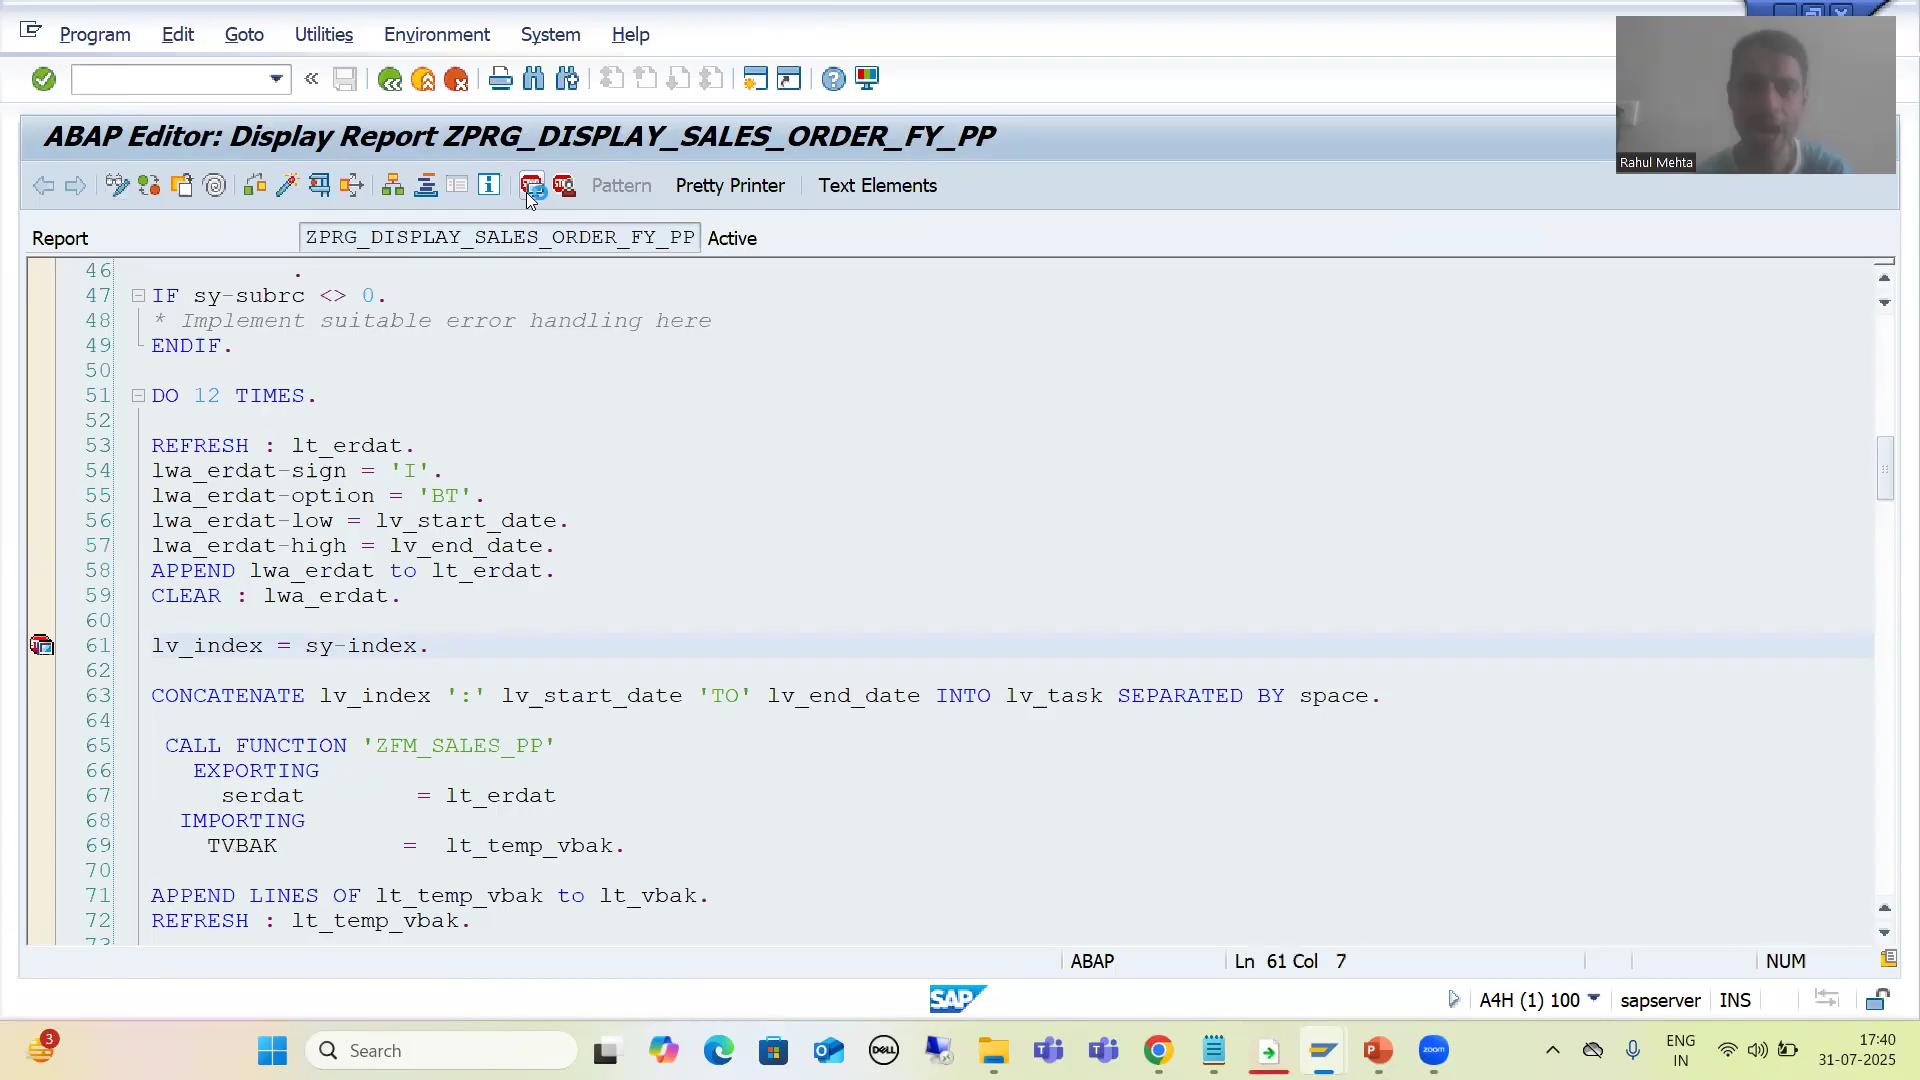 Program Edit Goto Utilities Environment System Help
Rahul Mehta
ABAP Editor: Display Report ZPRG_DISPLAY_SALES_ORDER_FY_PP
Pattern Pretty Printer Text Elements
Report ZPRG_DISPLAY_SALES_ORDER_FY_PP Active
46 .
47 IF sy-subrc <> 0.
48 * Implement suitable error handling here
49 ENDIF.
50
51 DO 12 TIMES.
52
53 REFRESH : lt_erdat.
54 lwa_erdat-sign = 'I'.
55 lwa_erdat-option = 'BT'.
56 lwa_erdat-low = lv_start_date.
57 lwa_erdat-high = lv_end_date.
58 APPEND lwa_erdat to lt_erdat.
59 CLEAR : lwa_erdat.
60
61 lv_index = sy-index.
62
63 CONCATENATE lv_index ':' lv_start_date 'TO' lv_end_date INTO lv_task SEPARATED BY space.
64
65 CALL FUNCTION 'ZFM_SALES_PP'
66 EXPORTING
67 serdat = lt_erdat
68 IMPORTING
69 TVBAK = lt_temp_vbak.
70
71 APPEND LINES OF lt_temp_vbak to lt_vbak.
72 REFRESH : lt_temp_vbak.
73
ABAP Ln 61 Col 7 NUM
SAP A4H (1) 100 sapserver INS
3 Search DELL zoom ENG IN 17:40
31-07-2025